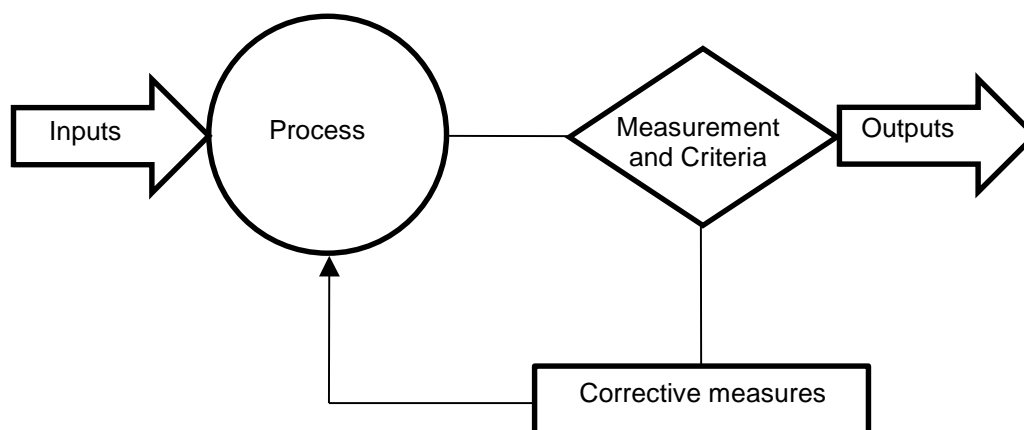 Inputs
Process
Measurement
and Criteria
Outputs
Corrective measures